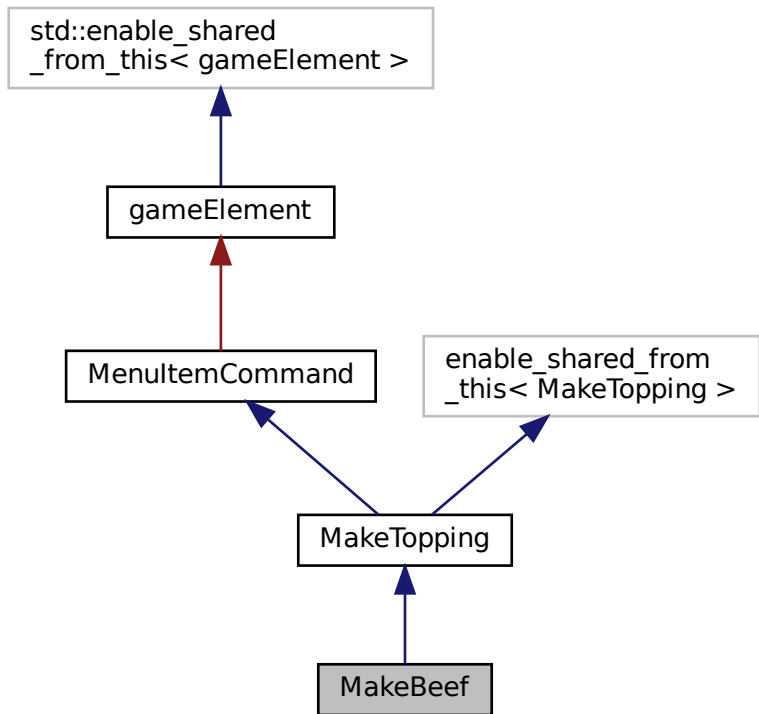 std::enable_shared
_from_this< gameElement >
gameElement
MenuItemCommand
enable_shared_from
_this< MakeTopping >
MakeTopping
MakeBeef